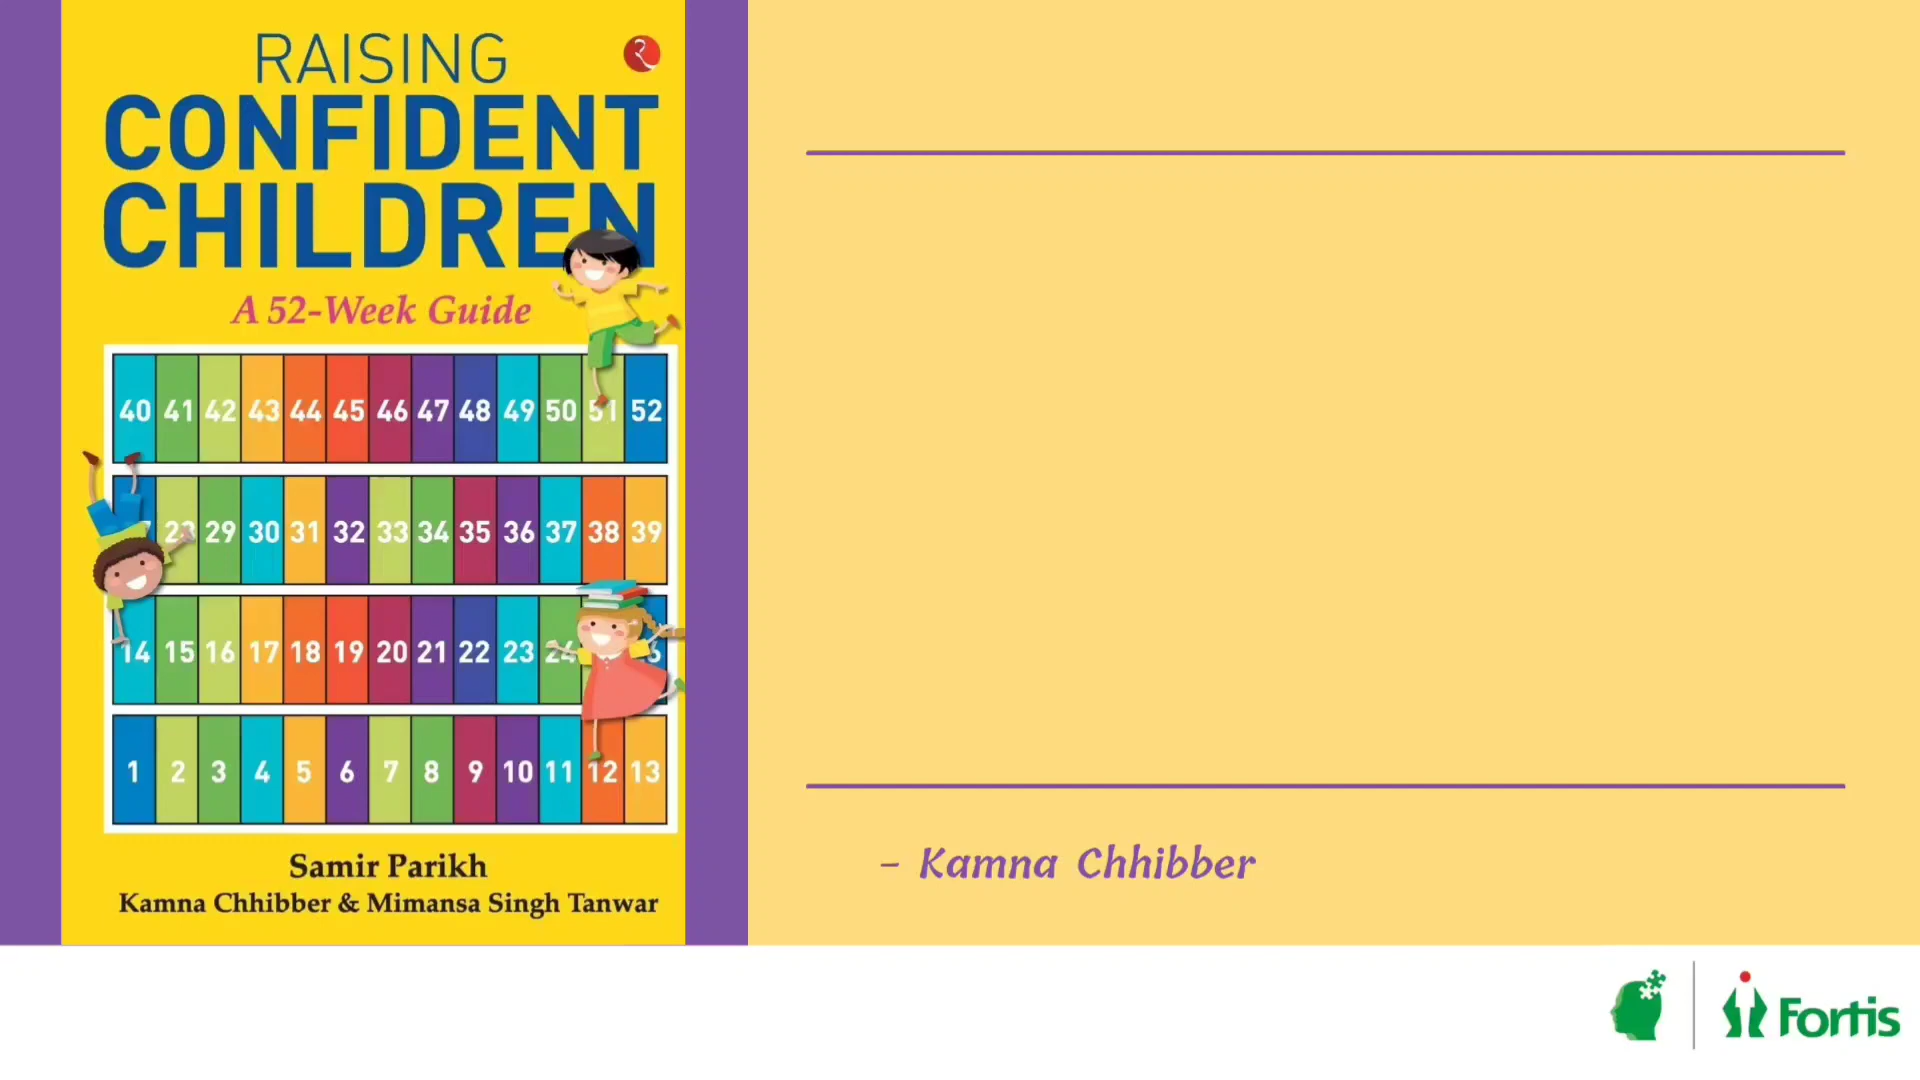 RAISING
CONFIDENT
CHILDREN
A 52-Week Guide
40 41 42 43 44 45 46 47 48 49 50 51 52
29 30 31 32 33 34 35 36 37 38 39
14 15 16 17 18 19 20 21 22 23 24
1 2 3 4 5 6 7 8 9 10 11 12 13
Samir Parikh
Kamna Chhibber & Mimansa Singh Tanwar
- Kamna Chhibber
Fortis